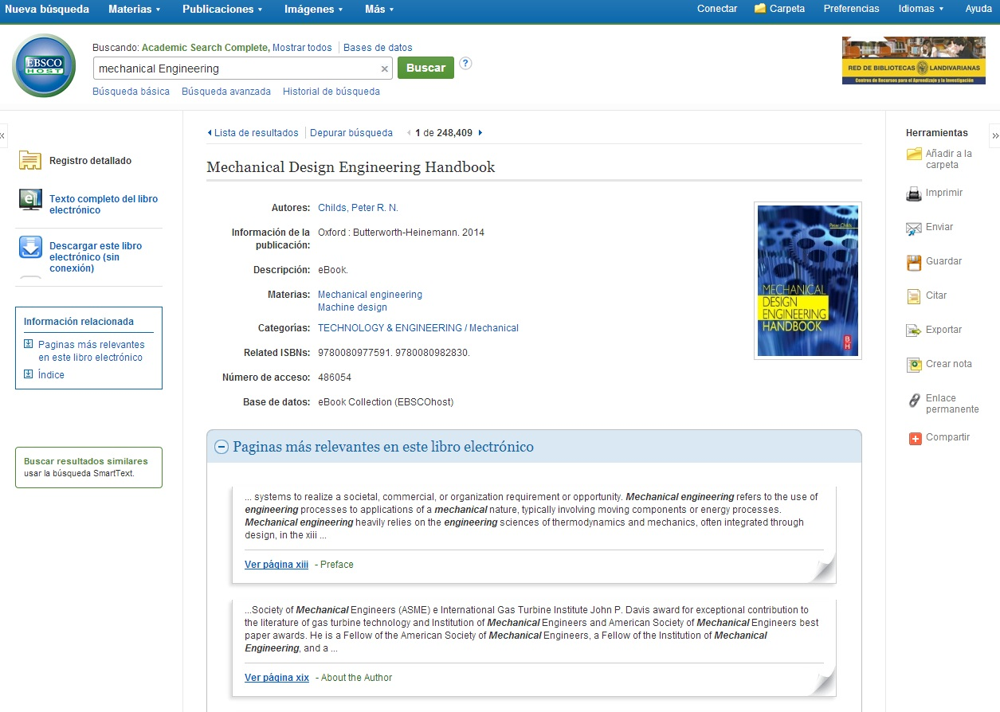 Nueva búsqueda Materias Publicaciones Imágenes Más Conectar Carpeta Preferencias Idiomas Ayuda
EBSCO
HOST
Buscando: Academic Search Complete, Mostrar todos Bases de datos
mechanical Engineering × Buscar ?
Búsqueda básica Búsqueda avanzada Historial de búsqueda
RED DE BIBLIOTECAS LANDIVARIANAS
Centros de Recursos para el Aprendizaje y la Investigación
« »
Registro detallado
Texto completo del libro
electrónico
Descargar este libro
electrónico (sin
conexión)
Información relacionada
Paginas más relevantes
en este libro electrónico
Índice
Buscar resultados similares
usar la búsqueda SmartText.
Lista de resultados Depurar búsqueda 1 de 248,409
Mechanical Design Engineering Handbook
Autores: Childs, Peter R. N.
Información de la Oxford : Butterworth-Heinemann. 2014
publicación:
Descripción: eBook.
Materias: Mechanical engineering
Machine design
Categorías: TECHNOLOGY & ENGINEERING / Mechanical
Related ISBNs: 9780080977591. 9780080982830.
Número de acceso: 486054
Base de datos: eBook Collection (EBSCOhost)
Peter Childs
MECHANICAL
DESIGN
ENGINEERING
HANDBOOK
B
H
Paginas más relevantes en este libro electrónico
... systems to realize a societal, commercial, or organization requirement or opportunity. Mechanical engineering refers to the use of
engineering processes to applications of a mechanical nature, typically involving moving components or energy processes.
Mechanical engineering heavily relies on the engineering sciences of thermodynamics and mechanics, often integrated through
design, in the xiii ...
Ver página xiii - Preface
...Society of Mechanical Engineers (ASME) e International Gas Turbine Institute John P. Davis award for exceptional contribution to
the literature of gas turbine technology and Institution of Mechanical Engineers and American Society of Mechanical Engineers best
paper awards. He is a Fellow of the American Society of Mechanical Engineers, a Fellow of the Institution of Mechanical
Engineering, and a ...
Ver página xix - About the Author
Herramientas
Añadir a la
carpeta
Imprimir
Enviar
Guardar
Citar
Exportar
Crear nota
Enlace
permanente
Compartir